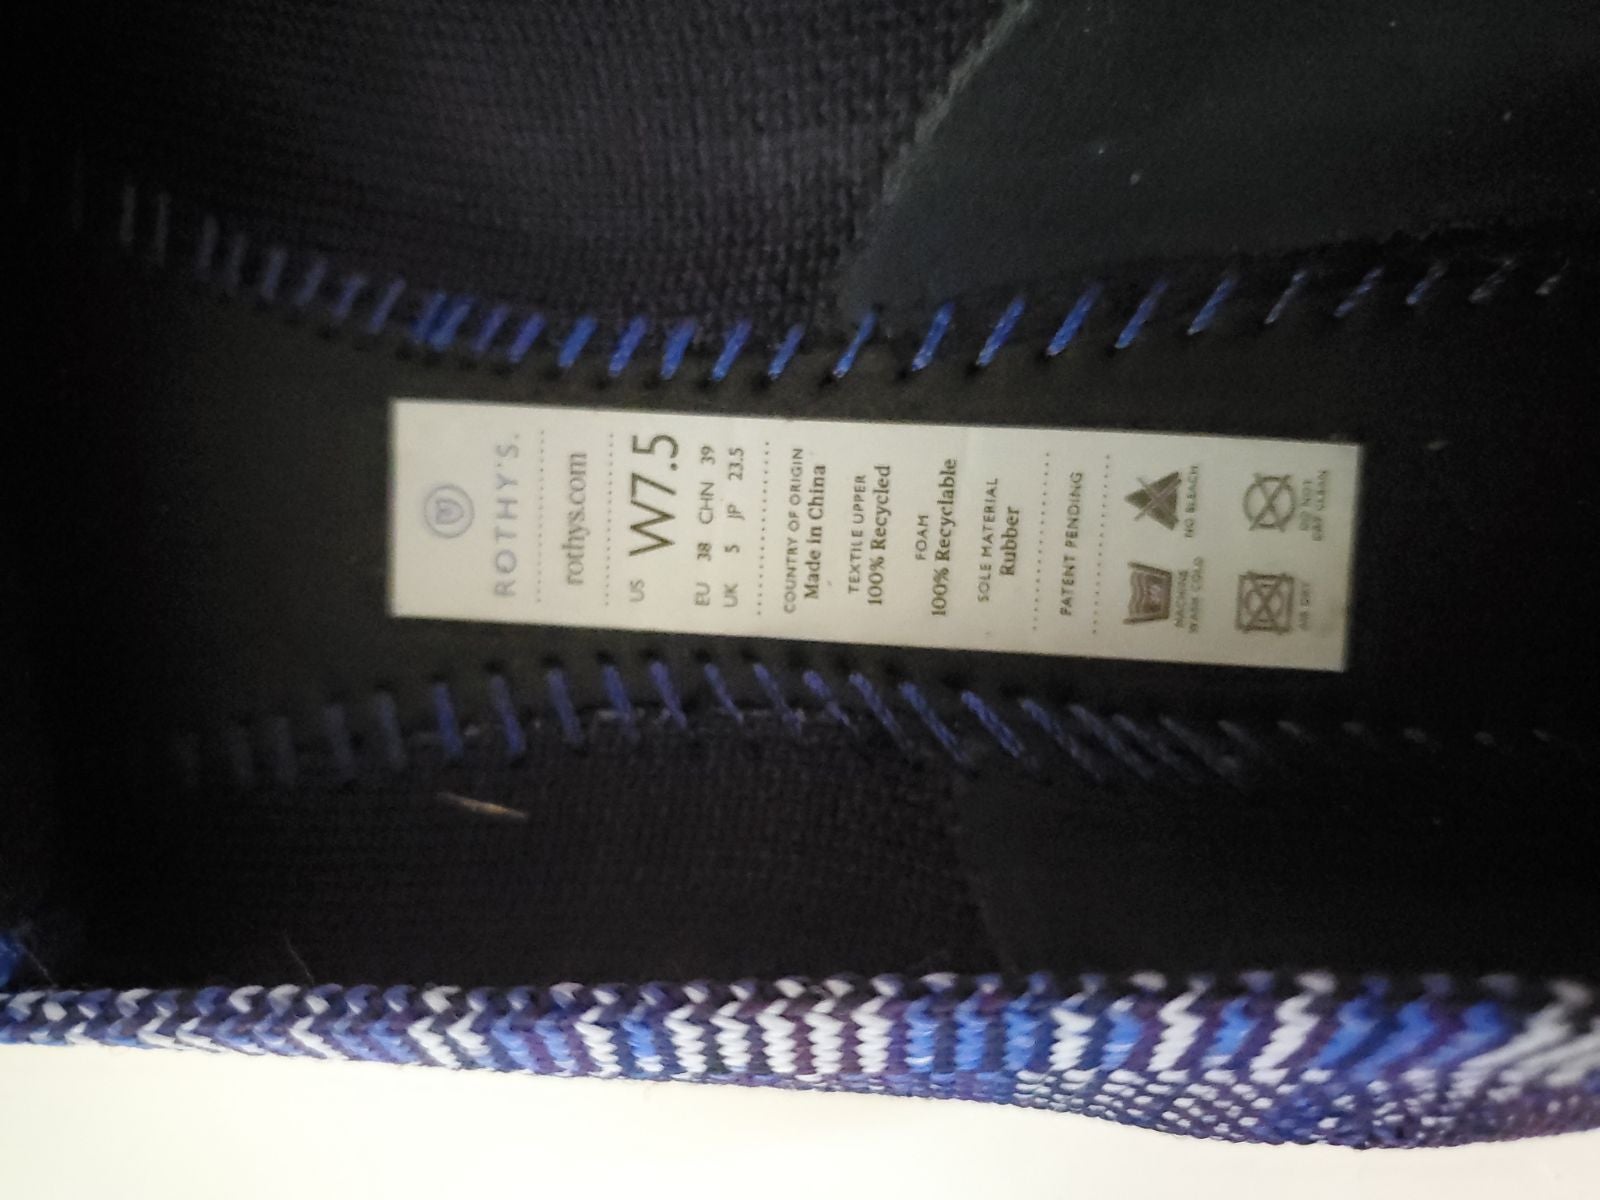 ROTHY'S.
rothys.com
US W7.5
EU 38 CHN 39
UK 5 JP 23.5
COUNTRY OF ORIGIN
Made in China
TEXTILE UPPER
100% Recycled
FOAM
100% Recyclable
SOLE MATERIAL
Rubber
PATENT PENDING
MACHINE
WASH COLD
NO BLEACH
AIR DRY
DO NOT
DRY CLEAN